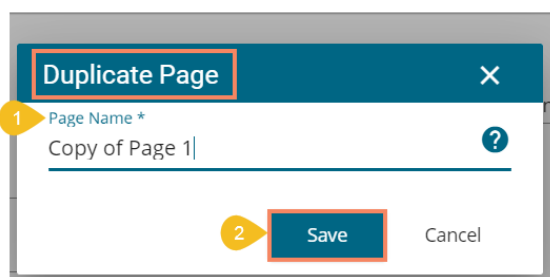 Duplicate Page
1
Page Name *
Copy of Page 1
?
2
Save
Cancel